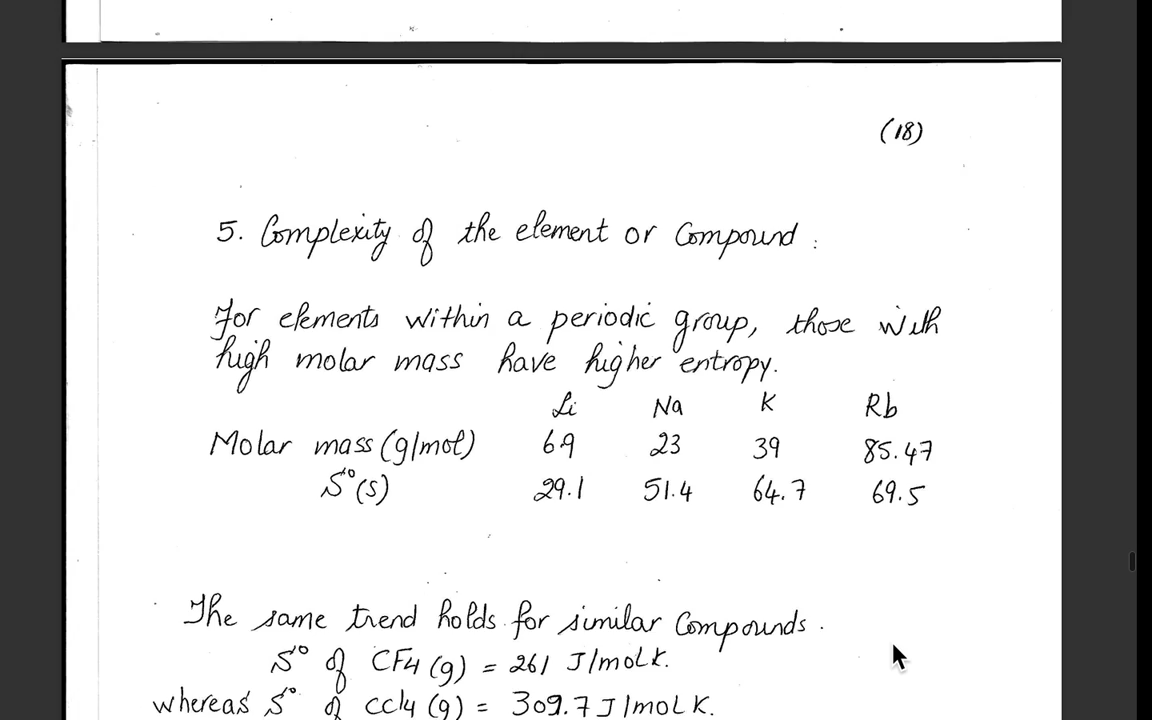 (18)
5. Complexity of the element or Compound :
For elements within a periodic group, those with
high molar mass have higher entropy.
Li Na K Rb
Molar mass (g/mol) 6.9 23 39 85.47
S°(s) 29.1 51.4 64.7 69.5
The same trend holds for similar Compounds.
S° of CF4 (g) = 261 J/mol K.
whereas S° of CCl4 (g) = 309.7 J/mol K.